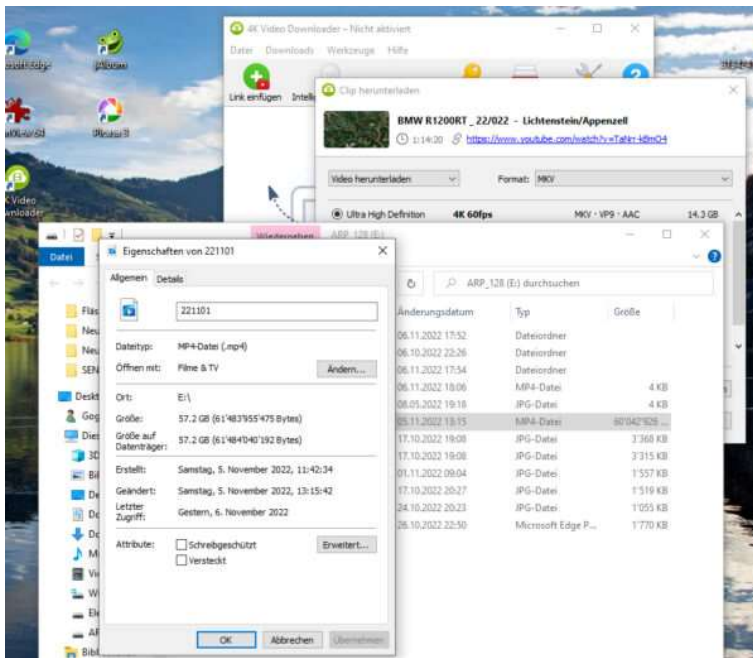 4K Video Downloader – Nicht aktiviert
Datei Downloads Werkzeuge Hilfe
Link einfügen
Clip herunterladen
BMW R1200RT _ 22/022 - Lichtenstein/Appenzell
1:14:20
Video herunterladen Format: MKV
Ultra High Definition 4K 60fps MKV · VP9 · AAC 14.3 GB
Wiedergeben ARP_128 (E:)
Datei
ARP_128 (E:) durchsuchen
Änderungsdatum Typ Größe
06.11.2022 17:52 Dateiordner
06.10.2022 22:26 Dateiordner
06.11.2022 17:54 Dateiordner
06.11.2022 18:06 MP4-Datei 4 KB
08.05.2022 19:18 JPG-Datei 4 KB
05.11.2022 13:15 MP4-Datei 60'042'926 ...
17.10.2022 19:08 JPG-Datei 3'368 KB
17.10.2022 19:08 JPG-Datei 3'315 KB
01.11.2022 09:04 JPG-Datei 1'557 KB
17.10.2022 20:27 JPG-Datei 1'519 KB
24.10.2022 20:23 JPG-Datei 1'055 KB
26.10.2022 22:50 Microsoft Edge P... 1'770 KB
Eigenschaften von 221101
Allgemein Details
221101
Dateityp: MP4-Datei (.mp4)
Öffnen mit: Filme & TV Ändern...
Ort: E:\
Größe: 57.2 GB (61'483'955'475 Bytes)
Größe auf Datenträger: 57.2 GB (61'484'040'192 Bytes)
Erstellt: Samstag, 5. November 2022, 11:42:34
Geändert: Samstag, 5. November 2022, 13:15:42
Letzter Zugriff: Gestern, 6. November 2022
Attribute: Schreibgeschützt Erweitert...
Versteckt
OK Abbrechen Übernehmen